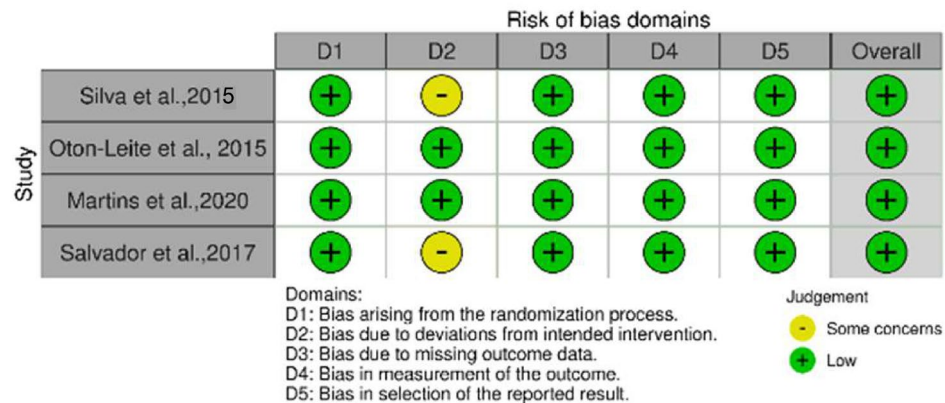 Risk of bias domains
D1 D2 D3 D4 D5 Overall
Study
Silva et al.,2015 + - + + + +
Oton-Leite et al., 2015 + + + + + +
Martins et al.,2020 + + + + + +
Salvador et al.,2017 + - + + + +
Domains:
D1: Bias arising from the randomization process.
D2: Bias due to deviations from intended intervention.
D3: Bias due to missing outcome data.
D4: Bias in measurement of the outcome.
D5: Bias in selection of the reported result.
Judgement
- Some concerns
+ Low